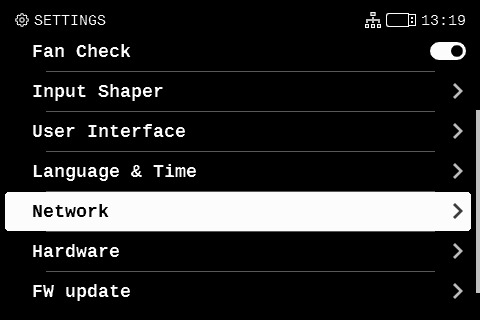 SETTINGS 13:19
Fan Check
Input Shaper
User Interface
Language & Time
Network
Hardware
FW update